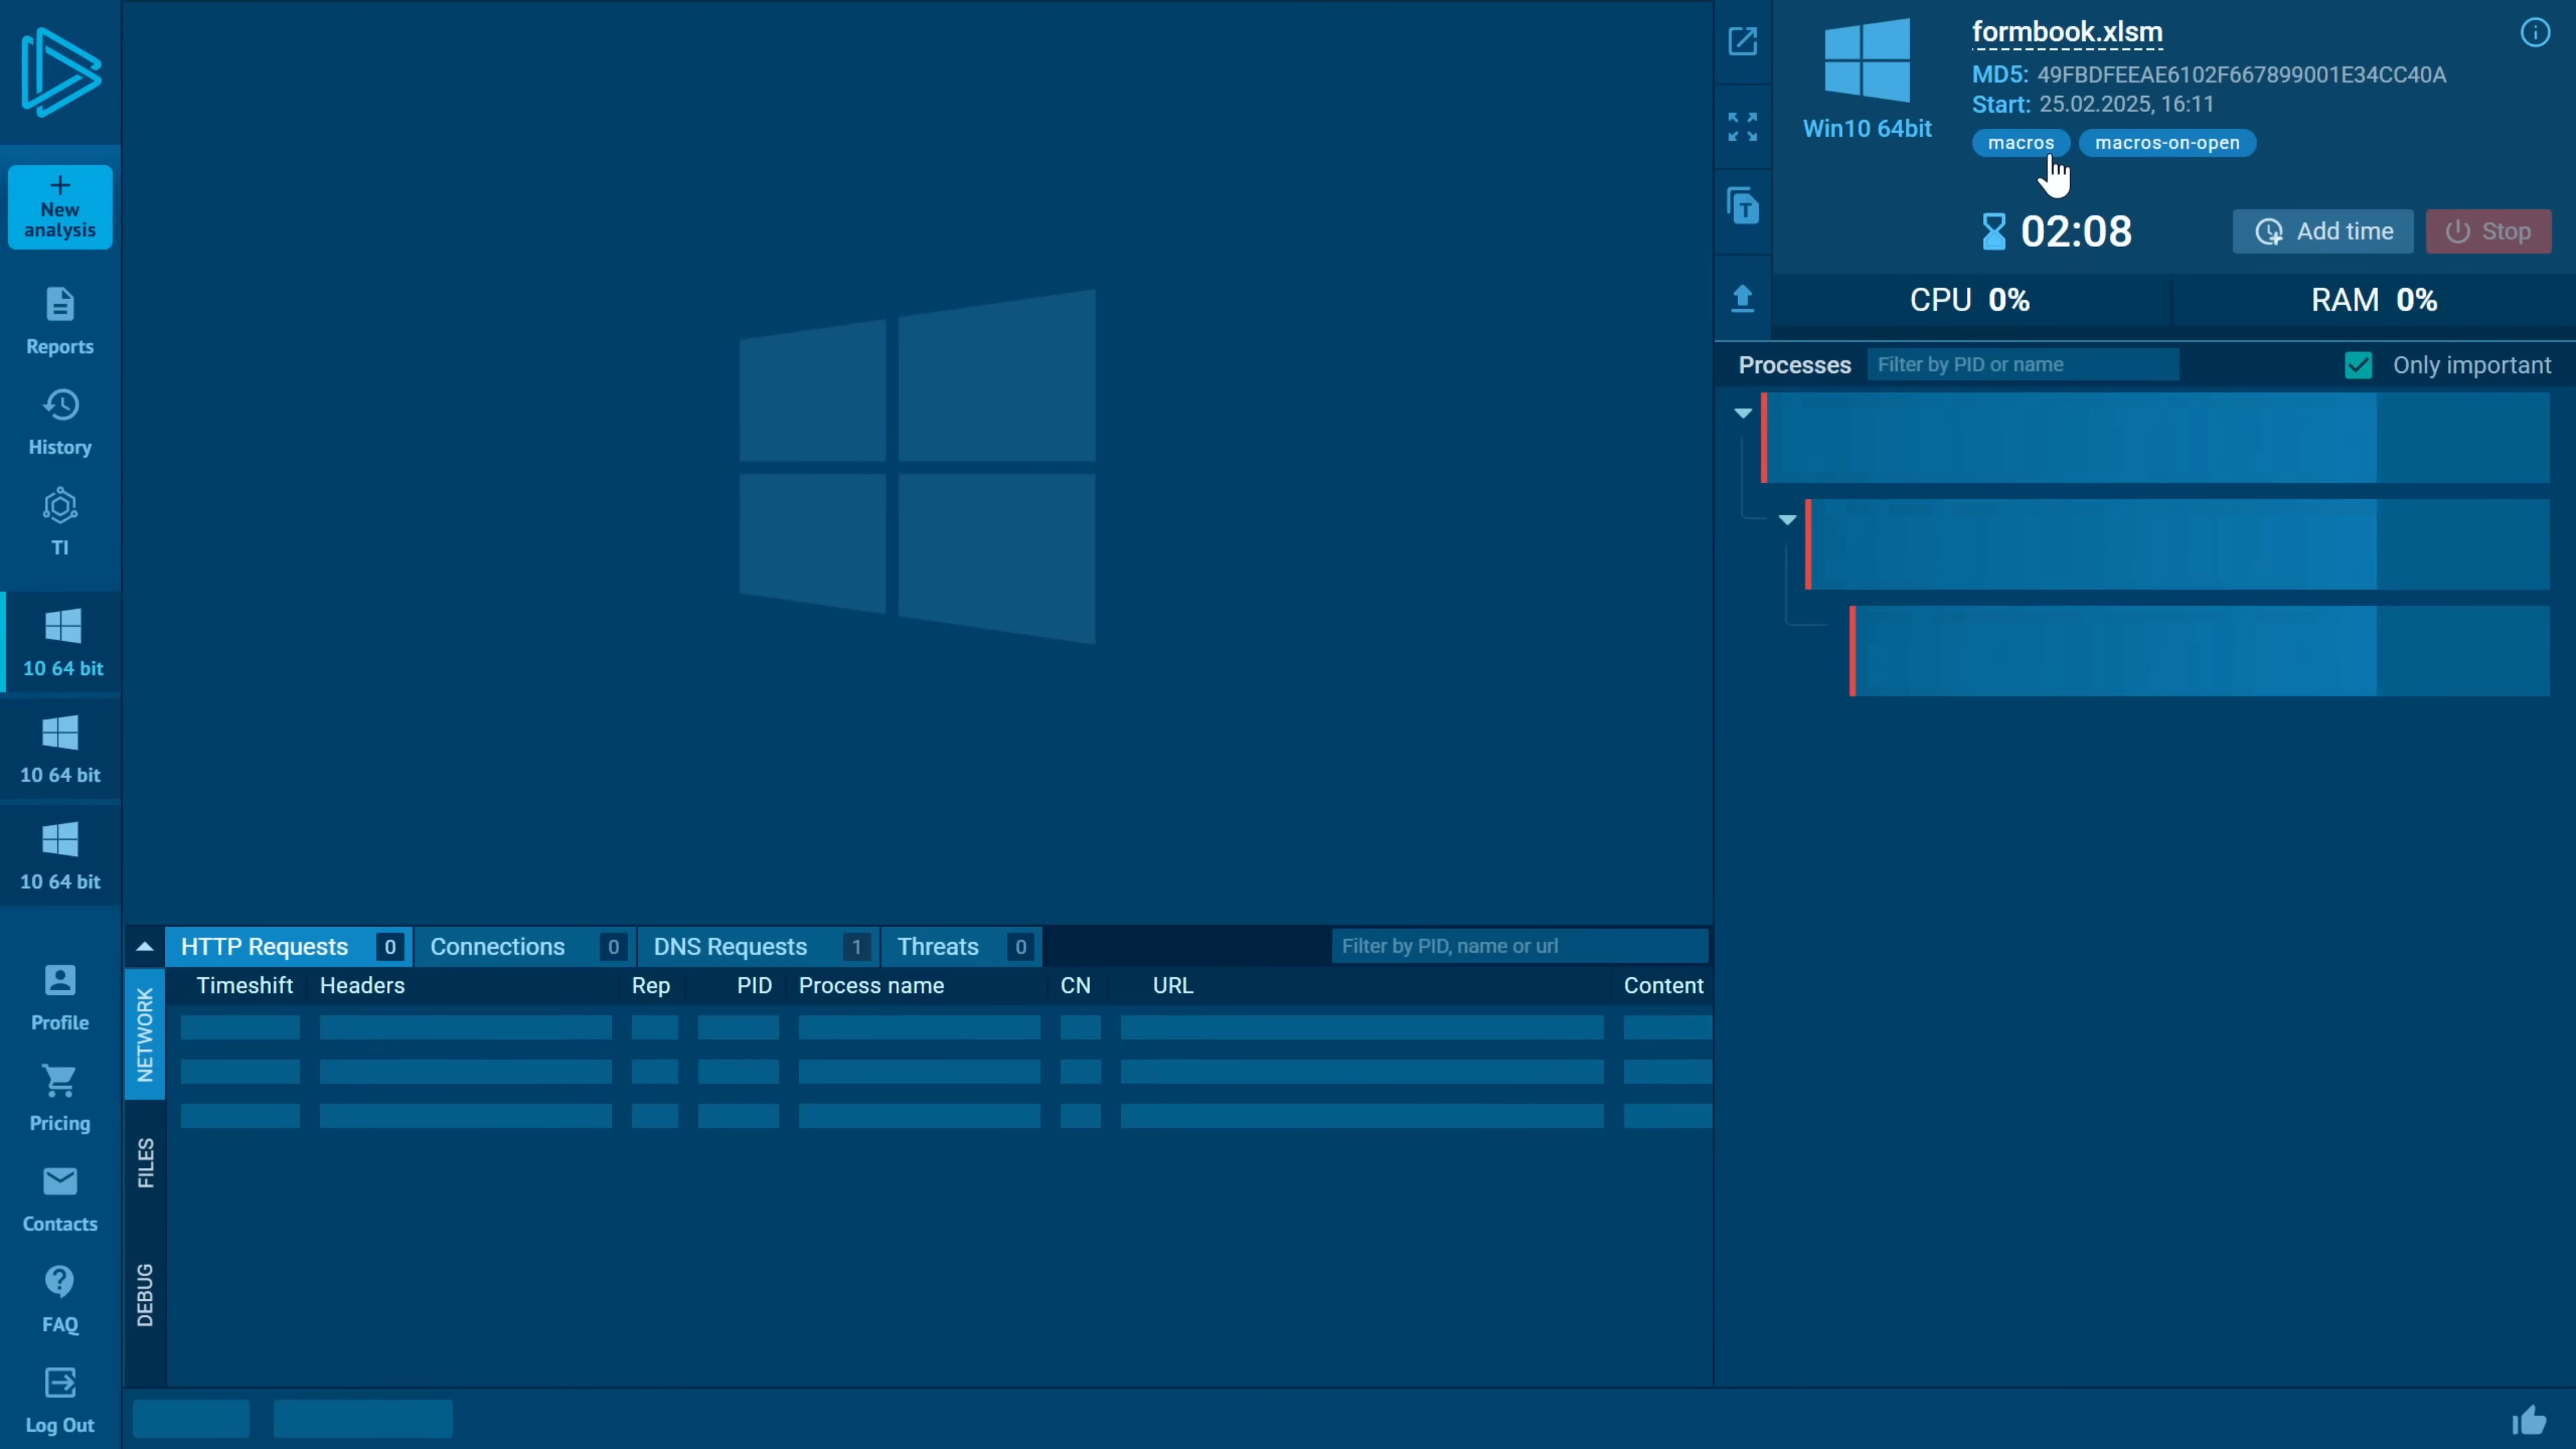 +
New
analysis
Reports
History
TI
10 64 bit
10 64 bit
10 64 bit
Profile
Pricing
Contacts
FAQ
Log Out
HTTP Requests 0
Connections 0
DNS Requests 1
Threats 0
Filter by PID, name or url
NETWORK
FILES
DEBUG
Timeshift Headers Rep PID Process name CN URL Content
Win10 64bit
formbook.xlsm
MD5: 49FBDFEEAE6102F667899001E34CC40A
Start: 25.02.2025, 16:11
macros macros-on-open
02:08
Add time
Stop
CPU 0% RAM 0%
Processes
Filter by PID or name
Only important